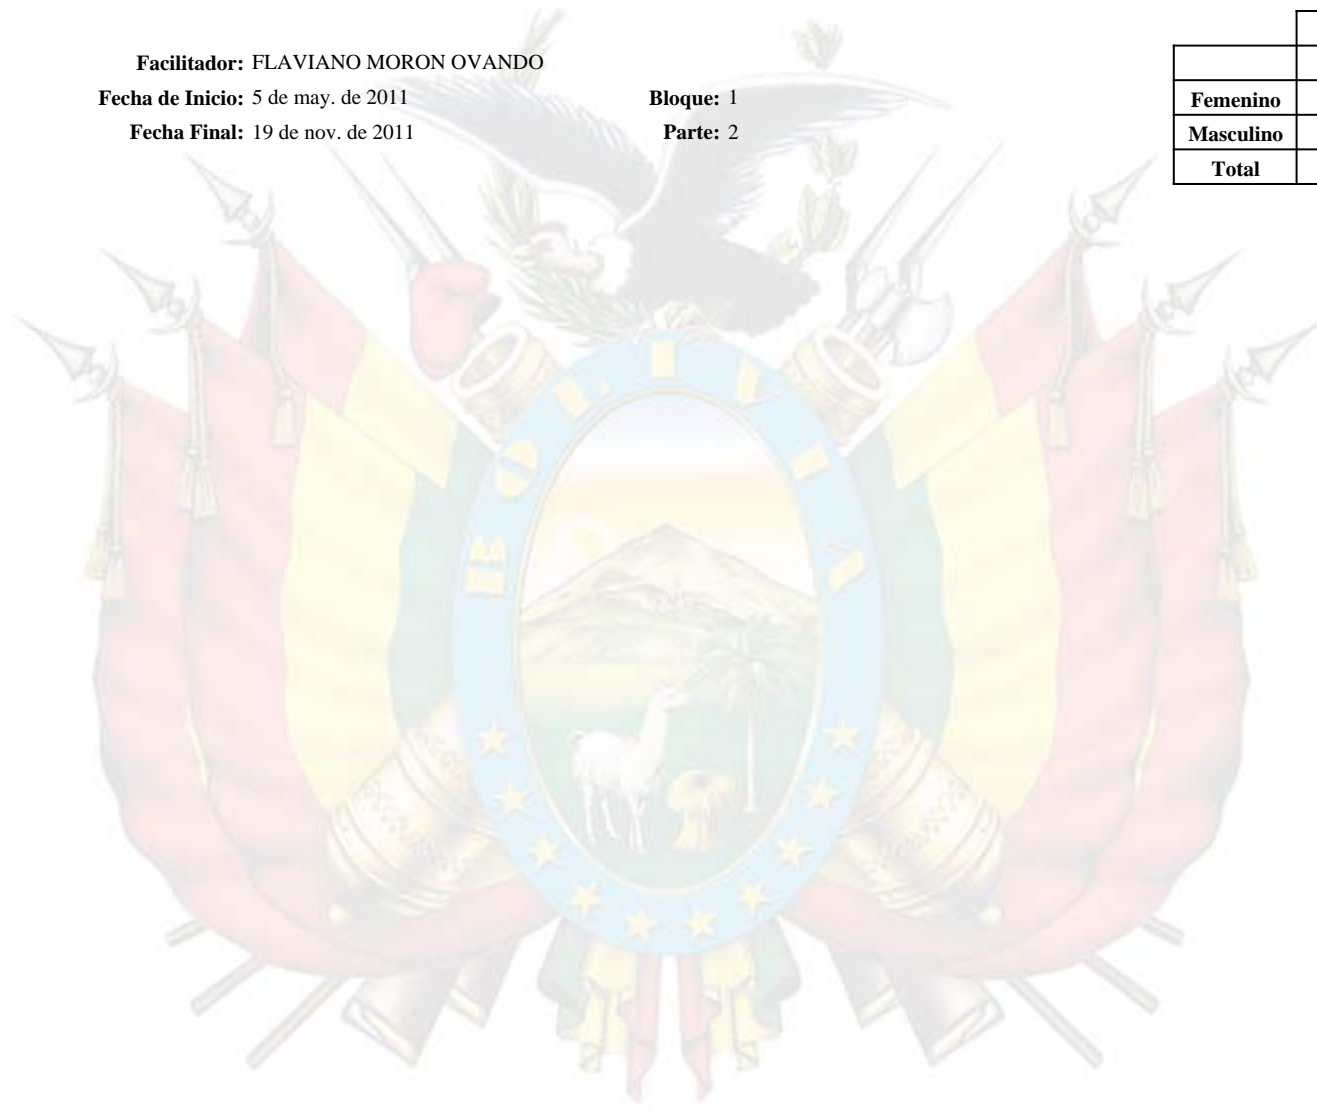 Facilitador: FLAVIANO MORON OVANDO
Fecha de Inicio: 5 de may. de 2011 Bloque: 1
Fecha Final: 19 de nov. de 2011 Parte: 2
Femenino
Masculino
Total
BOLIVIA